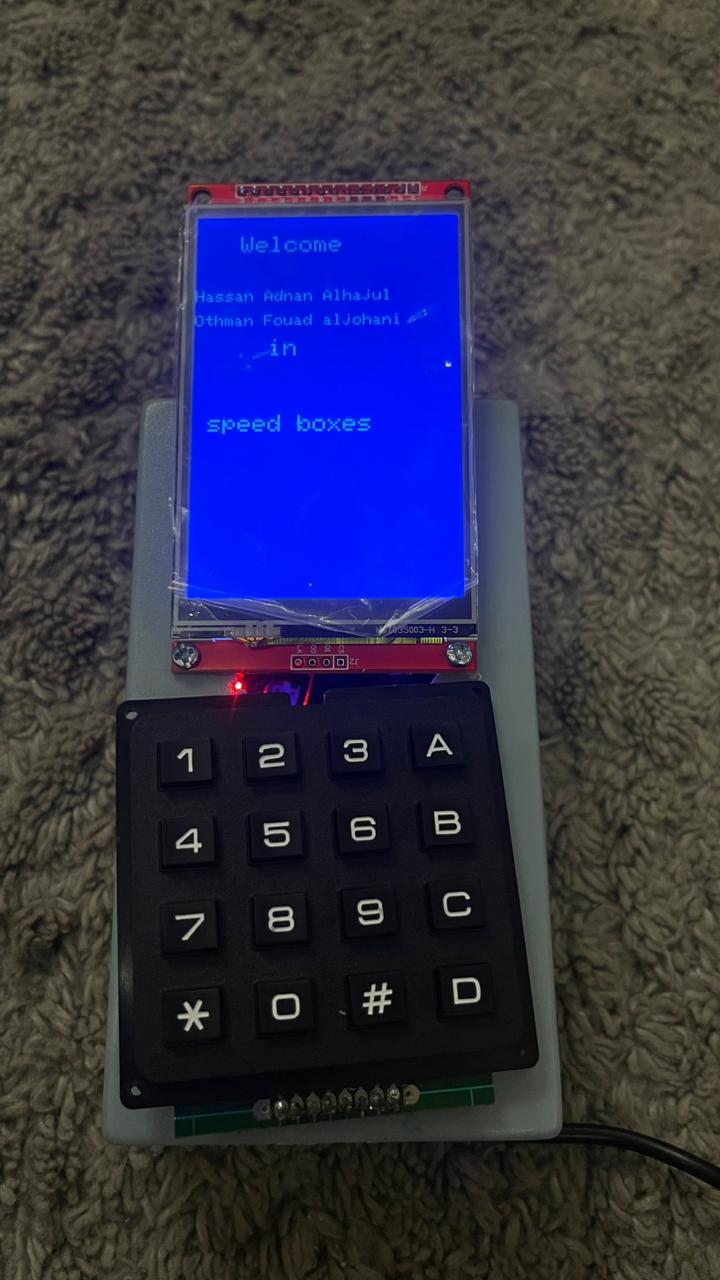 Welcome
Hassan Adnan Alhajul
Othman Fouad aljohani
in
speed boxes
1 2 3 A
4 5 6 B
7 8 9 C
* 0 # D